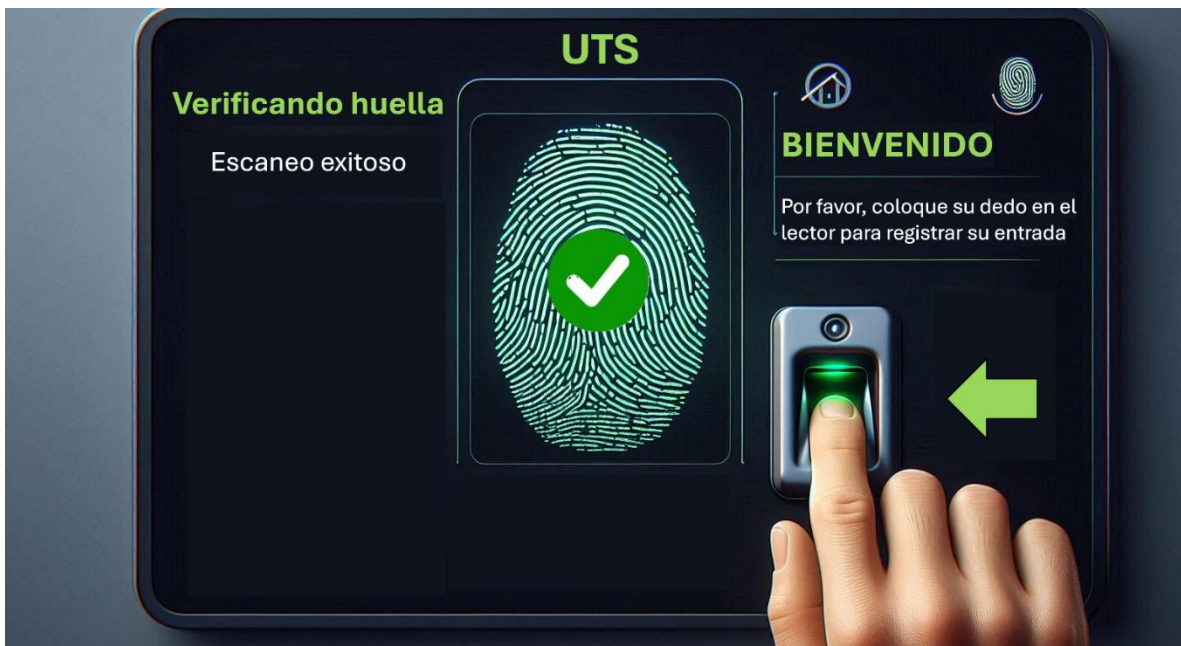 UTS
Verificando huella
Escaneo exitoso
BIENVENIDO
Por favor, coloque su dedo en el
lector para registrar su entrada